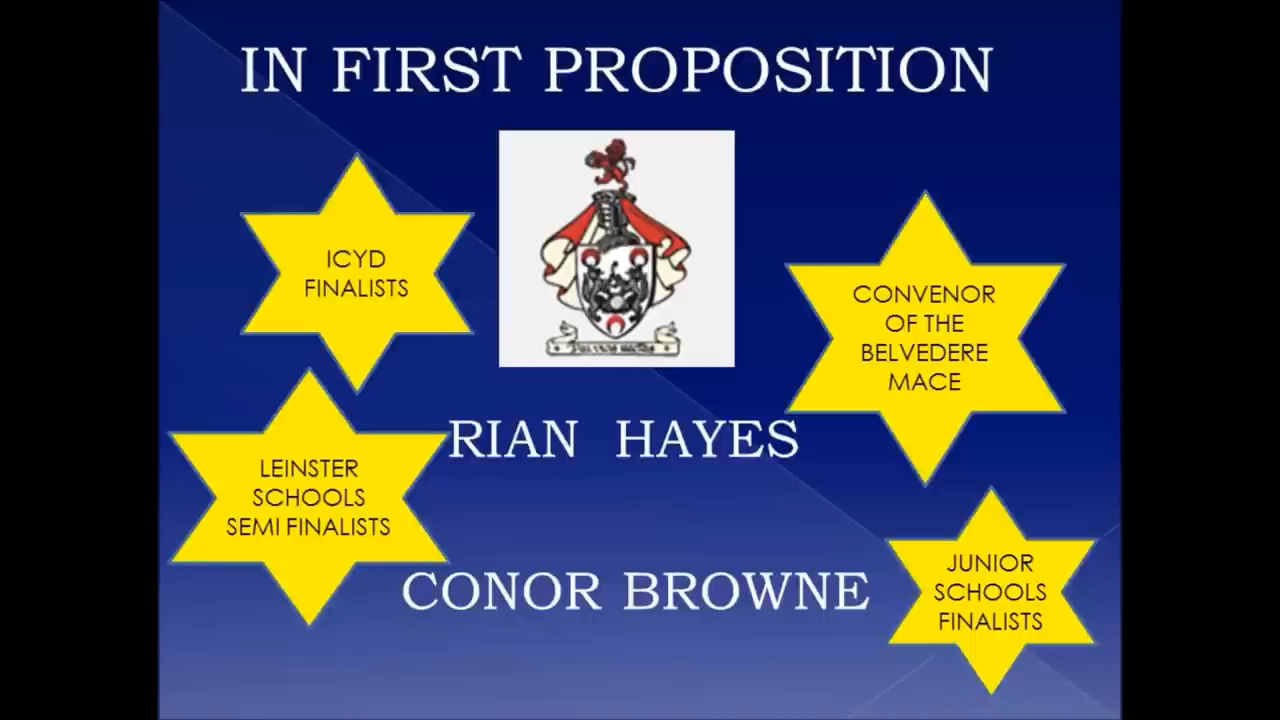 IN FIRST PROPOSITION
ICYD
FINALISTS
CONVENOR
OF THE
BELVEDERE
MACE
RIAN HAYES
LEINSTER
SCHOOLS
SEMI FINALISTS
CONOR BROWNE
JUNIOR
SCHOOLS
FINALISTS